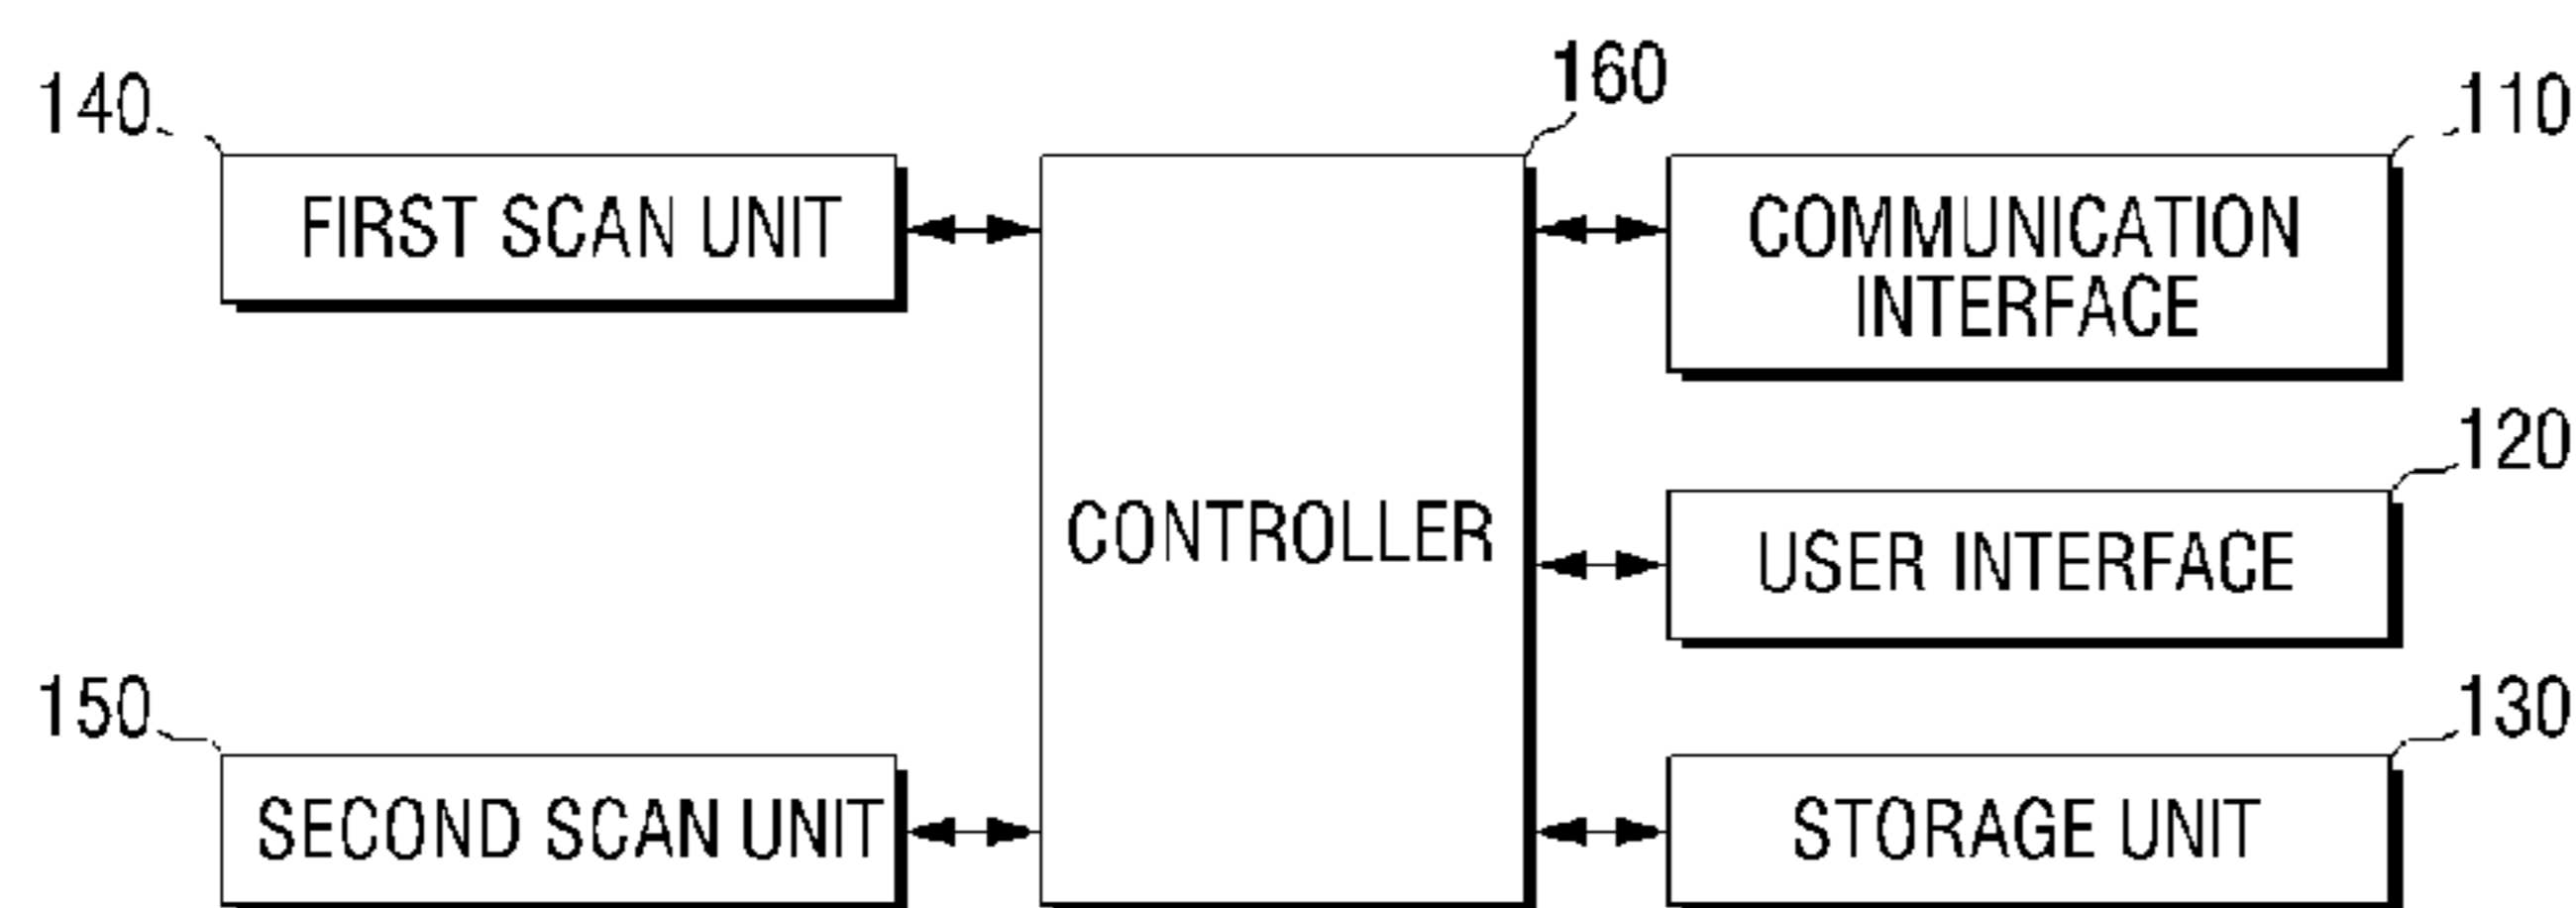 160
140
110
FIRST SCAN UNIT
COMMUNICATION
INTERFACE
120
CONTROLLER
USER INTERFACE
150
130
SECOND SCAN UNIT
STORAGE UNIT